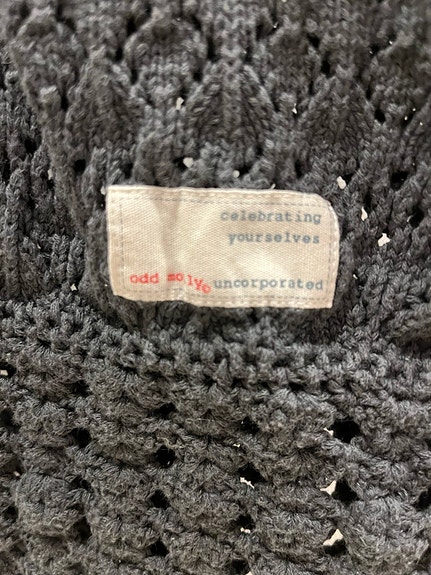 celebrating
yourselves
odd molly© uncorporated